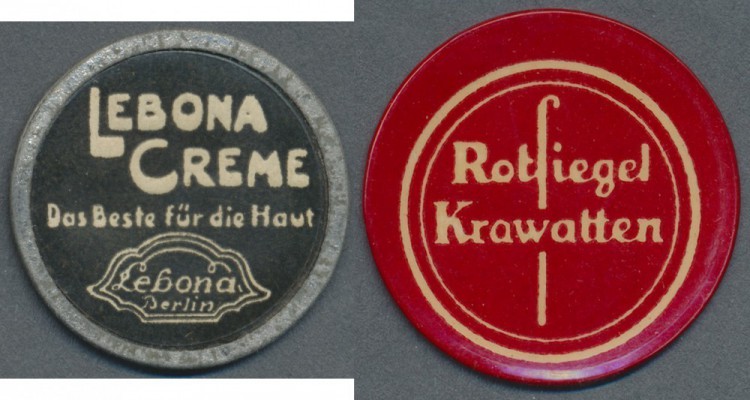 LEBONA
CREME
Das Beste für die Haut
Lebona
Berlin
Rotſiegel
Krawatten